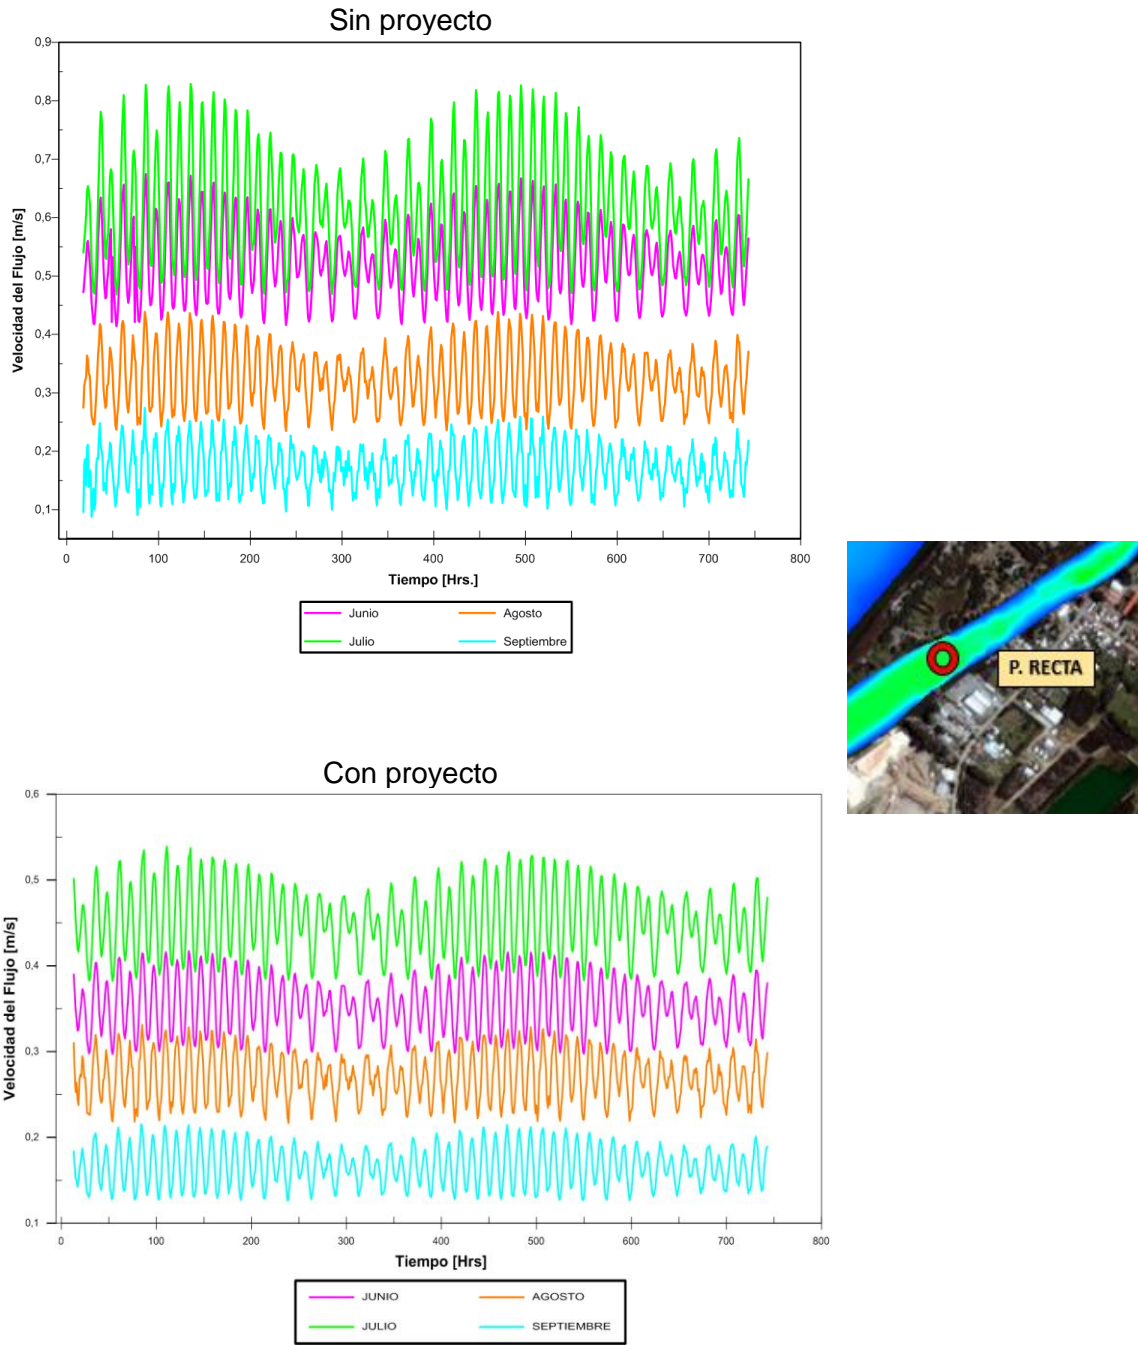 Sin proyecto
0,9
0,8
0,7
0,6
0,5
0,4
0,3
0,2
0,1
Velocidad del Flujo [m/s]
0 100 200 300 400 500 600 700 800
Tiempo [Hrs.]
Junio Agosto
Julio Septiembre
P. RECTA
Con proyecto
0,6
0,5
0,4
0,3
0,2
0,1
Velocidad del Flujo [m/s]
0 100 200 300 400 500 600 700 800
Tiempo [Hrs]
JUNIO AGOSTO
JULIO SEPTIEMBRE